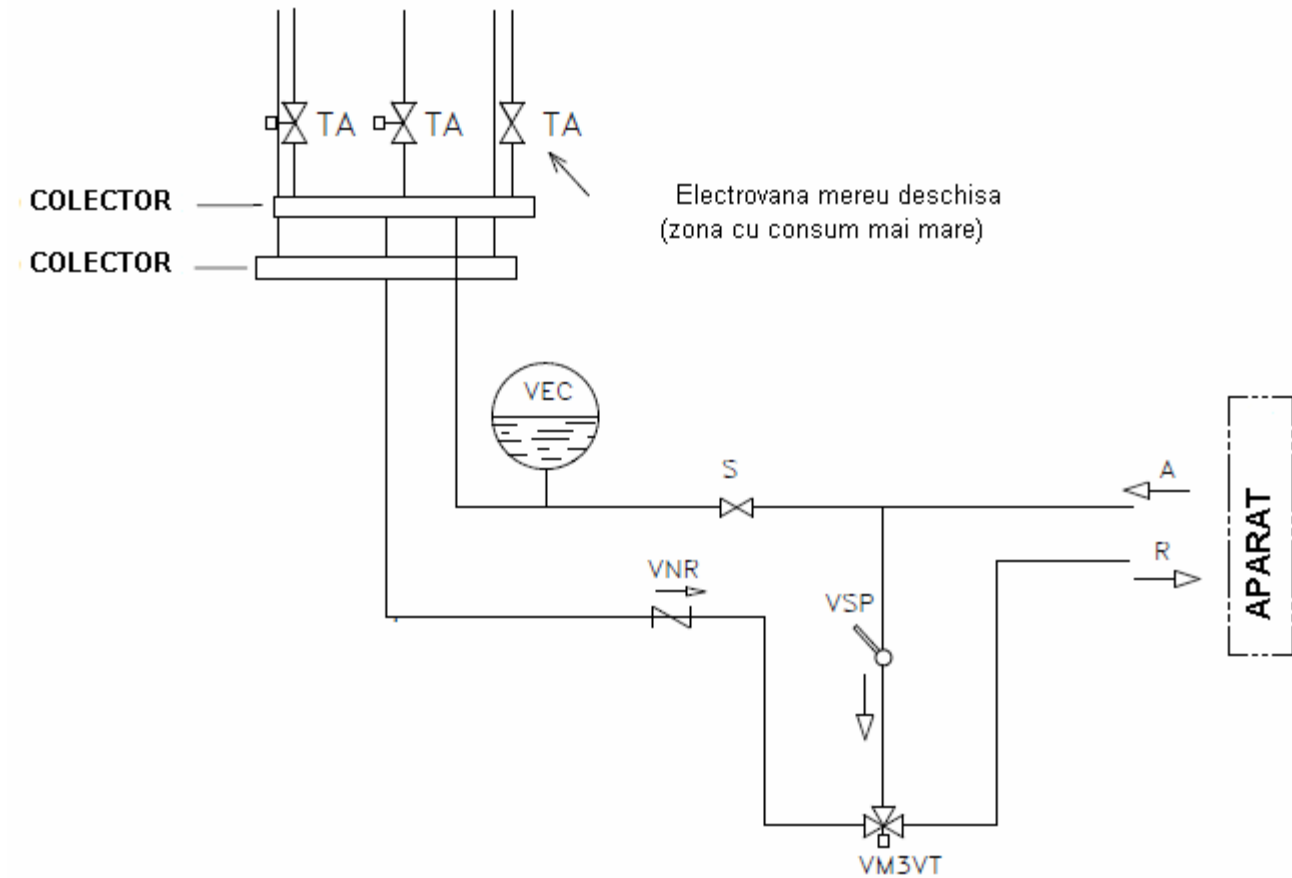 TA
TA
TA
COLECTOR
Electrovana mereu deschisa
(zona cu consum mai mare)
COLECTOR
VEC
S
A
R
APARAT
VNR
VSP
VM3VT